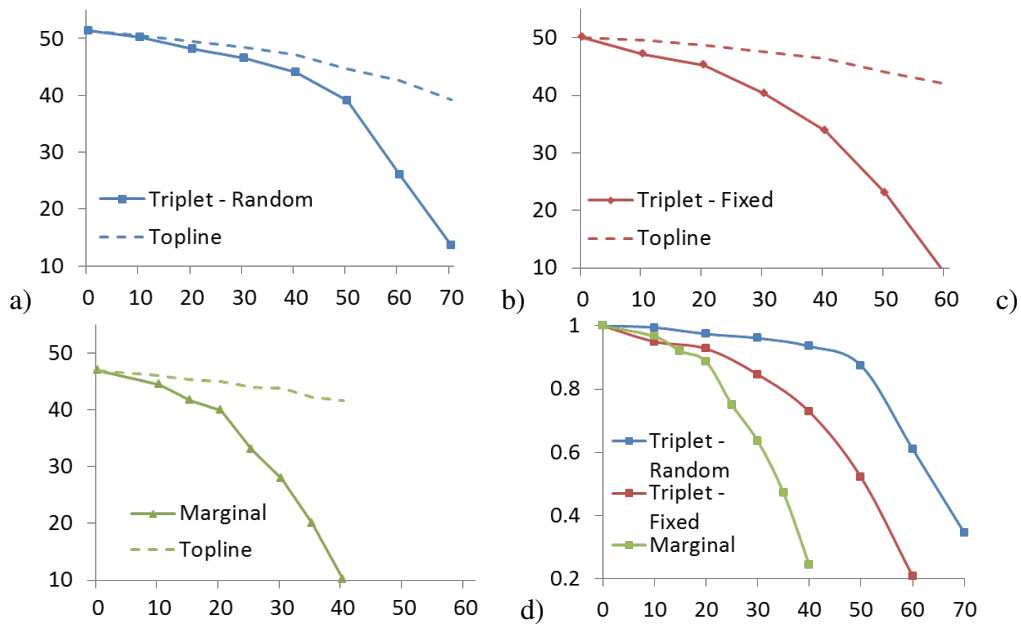 50
40
30
20
10
Triplet - Random
Topline
0 10 20 30 40 50 60 70
a)
50
40
30
20
10
Triplet - Fixed
Topline
0 10 20 30 40 50 60
b)
c)
50
40
30
20
10
Marginal
Topline
0 10 20 30 40 50 60
d)
1
0.8
0.6
0.4
0.2
Triplet -
Random
Triplet -
Fixed
Marginal
0 10 20 30 40 50 60 70